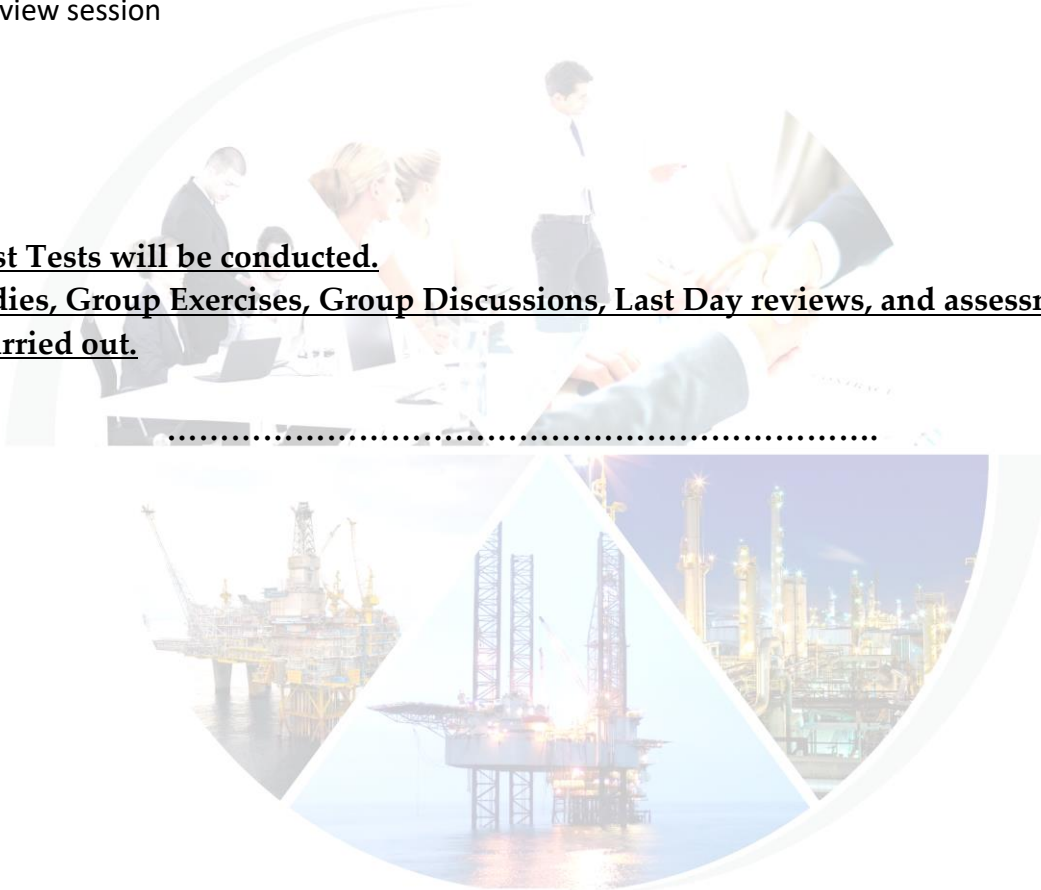 view session
st Tests will be conducted.
dies, Group Exercises, Group Discussions, Last Day reviews, and assessm
rried out.
………………………………………………………….
CONTRACT